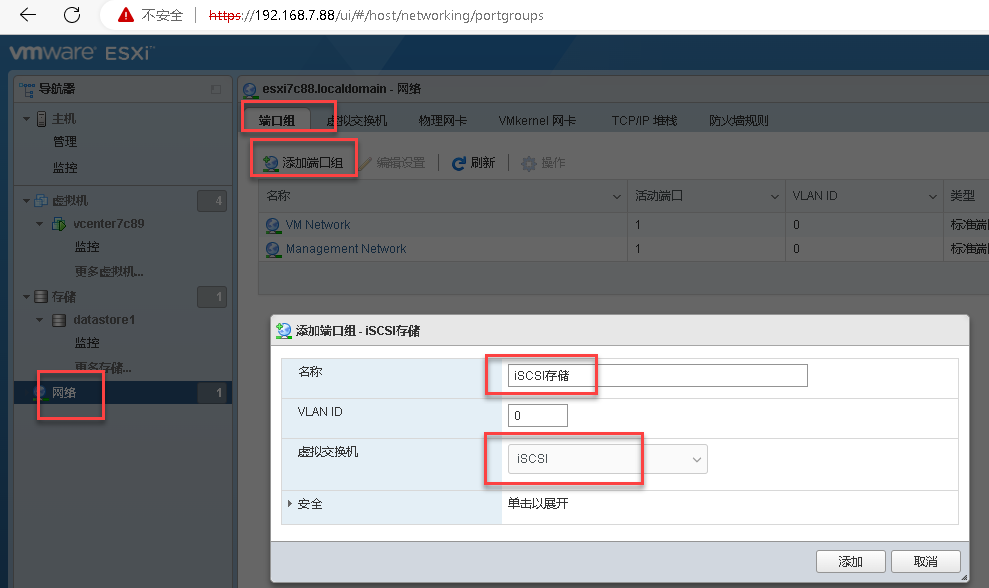 不安全 https://192.168.7.88/ui/#/host/networking/portgroups
vmware ESXi™
导航器
主机
管理
监控
虚拟机 4
vcenter7c89
监控
更多虚拟机...
存储 1
datastore1
监控
更多存储...
网络 1
esxi7c88.localdomain - 网络
端口组 虚拟交换机 物理网卡 VMkernel 网卡 TCP/IP 堆栈 防火墙规则
添加端口组 编辑设置 刷新 操作
名称 活动端口 VLAN ID 类型
VM Network 1 0 标准端
Management Network 1 0 标准端
添加端口组 - iSCSI存储
名称 iSCSI存储
VLAN ID 0
虚拟交换机 iSCSI
安全 单击以展开
添加 取消